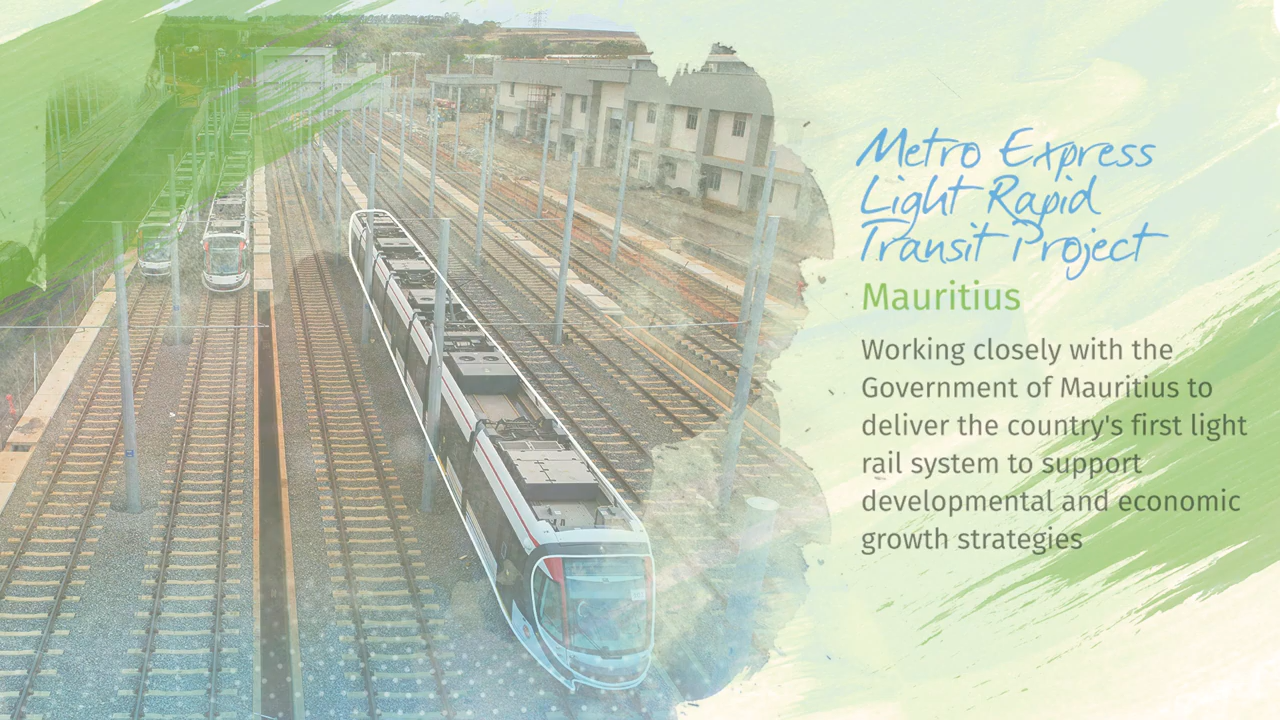 Metro Express
Light Rapid
Transit Project
Mauritius
Working closely with the
Government of Mauritius to
deliver the country's first light
rail system to support
developmental and economic
growth strategies